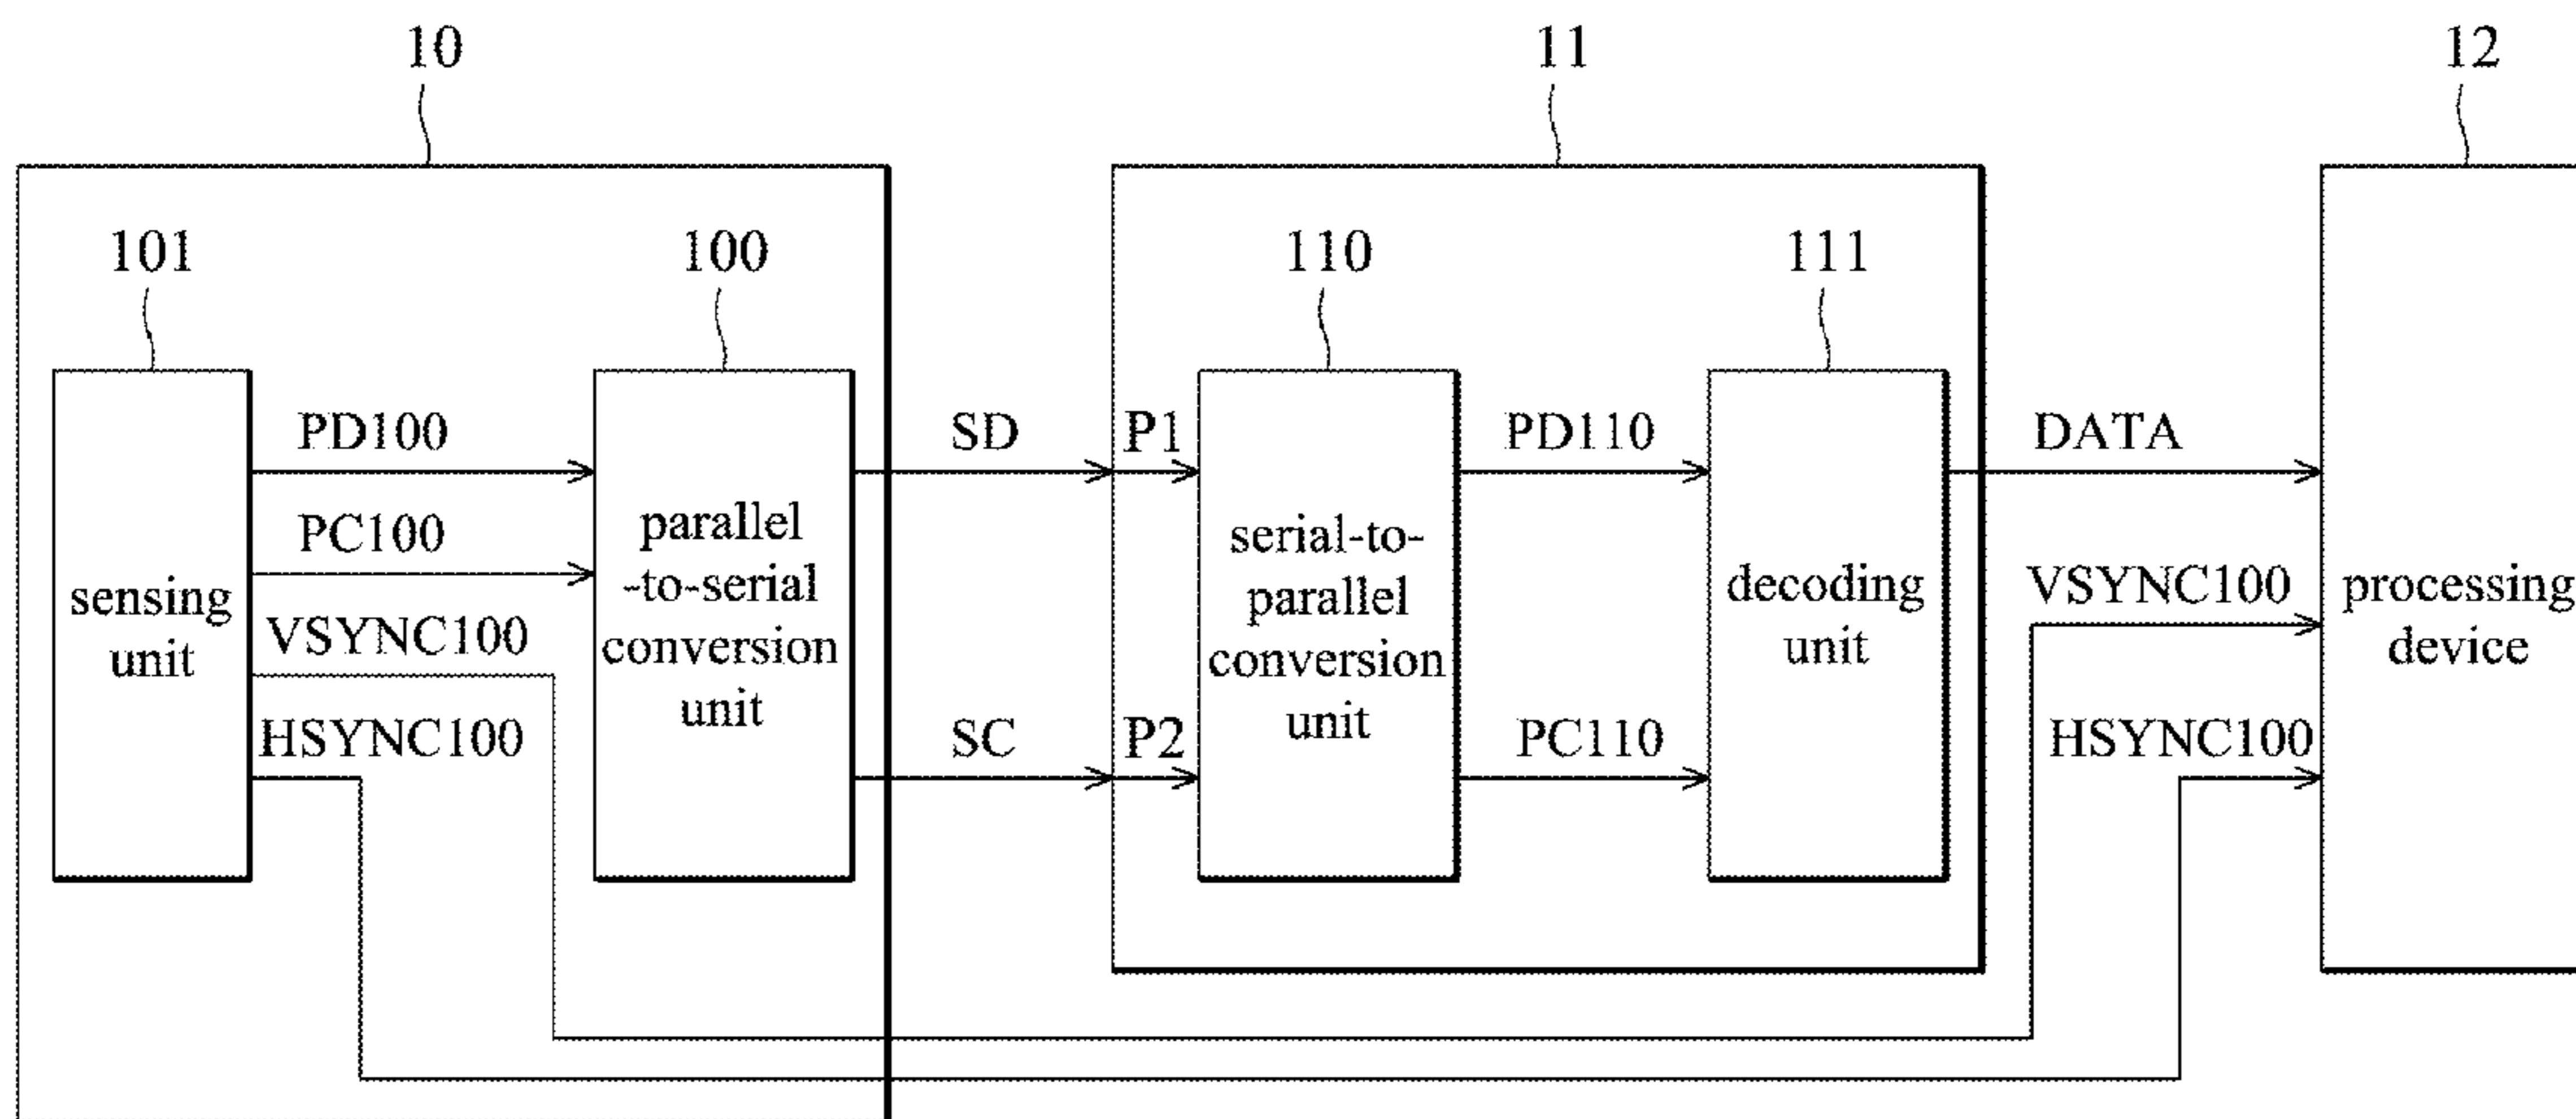 10
11
12
101
100
110
111
PD100
PC100
VSYNC100
HSYNC100
sensing
unit
parallel
-to-serial
conversion
unit
SD
SC
P1
P2
serial-to-
parallel
conversion
unit
PD110
PC110
decoding
unit
DATA
VSYNC100
HSYNC100
processing
device